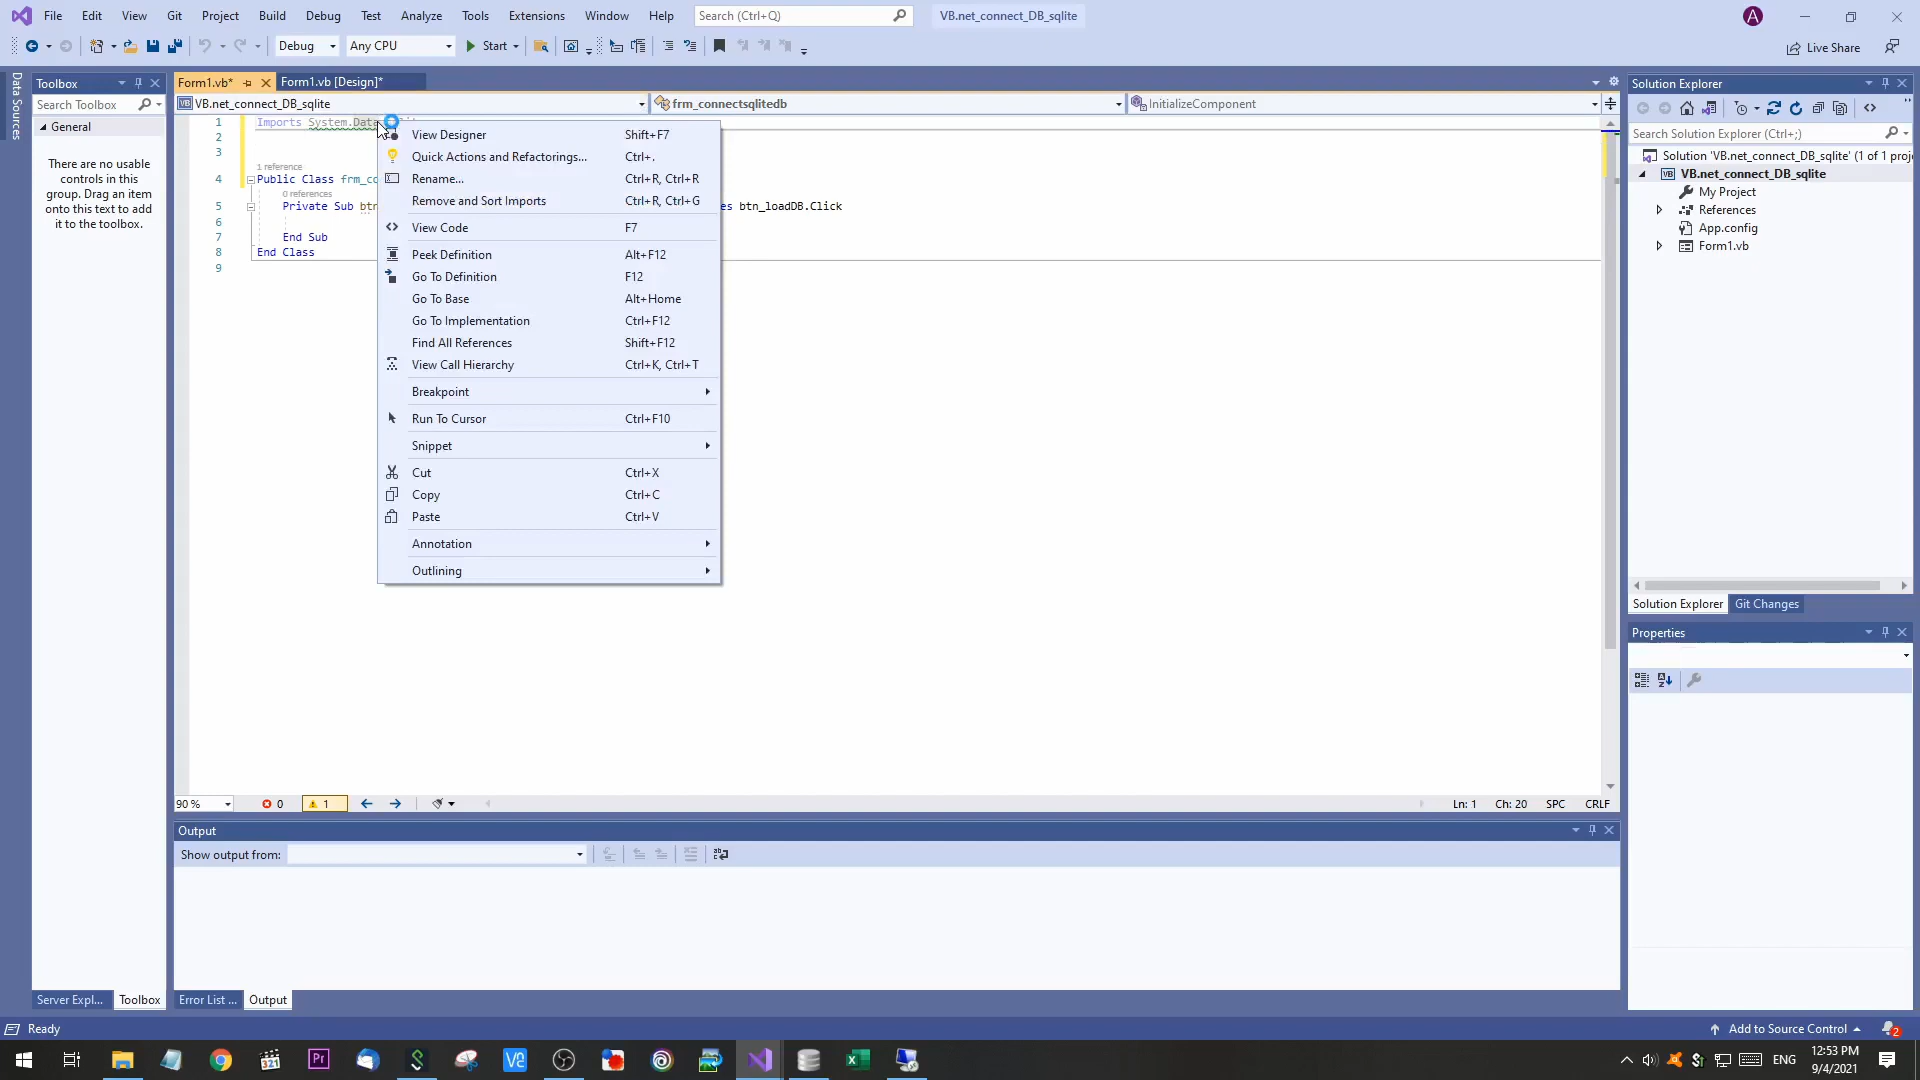 File Edit View Git Project Build Debug Test Analyze Tools Extensions Window Help Search (Ctrl+Q) VB.net_connect_DB_sqlite A
Debug Any CPU Start Live Share
Data Sources
Toolbox
Search Toolbox
General
There are no usable
controls in this
group. Drag an item
onto this text to add
it to the toolbox.
Server Expl... Toolbox
Form1.vb* Form1.vb [Design]*
VB.net_connect_DB_sqlite frm_connectsqlitedb InitializeComponent
1 Imports System.Data
2
3
1 reference
4 Public Class frm_co
0 references
5 Private Sub btn es btn_loadDB.Click
6
7 End Sub
8 End Class
9
View Designer Shift+F7
Quick Actions and Refactorings... Ctrl+.
Rename... Ctrl+R, Ctrl+R
Remove and Sort Imports Ctrl+R, Ctrl+G
View Code F7
Peek Definition Alt+F12
Go To Definition F12
Go To Base Alt+Home
Go To Implementation Ctrl+F12
Find All References Shift+F12
View Call Hierarchy Ctrl+K, Ctrl+T
Breakpoint
Run To Cursor Ctrl+F10
Snippet
Cut Ctrl+X
Copy Ctrl+C
Paste Ctrl+V
Annotation
Outlining
90 % 0 1 Ln: 1 Ch: 20 SPC CRLF
Output
Show output from:
Error List ... Output
Solution Explorer
Search Solution Explorer (Ctrl+;)
Solution 'VB.net_connect_DB_sqlite' (1 of 1 proj
VB.net_connect_DB_sqlite
My Project
References
App.config
Form1.vb
Solution Explorer Git Changes
Properties
Ready Add to Source Control 2
ENG 12:53 PM
9/4/2021